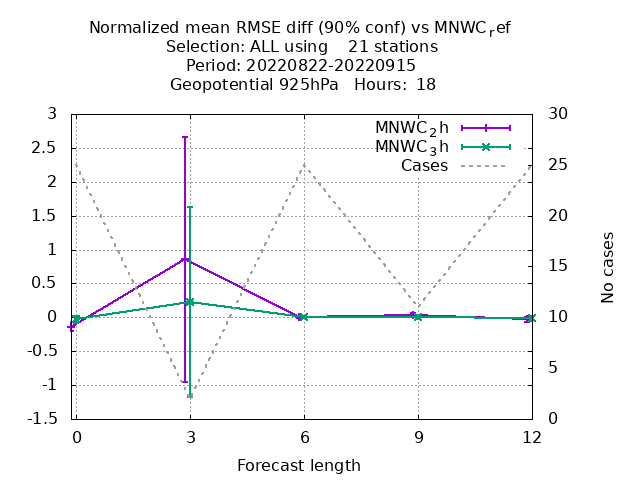 Normalized mean RMSE diff (90% conf) vs MNWC_ref
Selection: ALL using    21 stations
Period: 20220822-20220915
Geopotential 925hPa   Hours: 18
3
2.5
2
1.5
1
0.5
0
-0.5
-1
-1.5
30
25
20
15
10
5
0
MNWC_2h
MNWC_3h
Cases
No cases
0 3 6 9 12
Forecast length